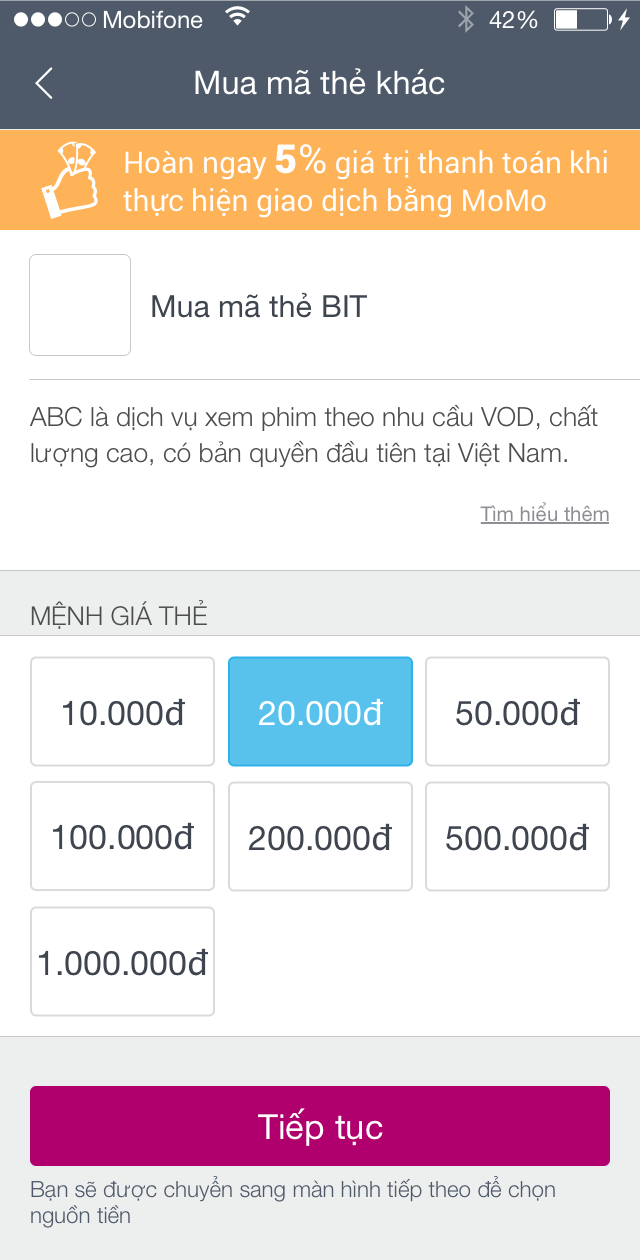 Mobifone 42%
Mua mã thẻ khác
Hoàn ngay 5% giá trị thanh toán khi
thực hiện giao dịch bằng MoMo
Mua mã thẻ BIT
ABC là dịch vụ xem phim theo nhu cầu VOD, chất
lượng cao, có bản quyền đầu tiên tại Việt Nam.
Tìm hiểu thêm
MỆNH GIÁ THẺ
10.000đ 20.000đ 50.000đ
100.000đ 200.000đ 500.000đ
1.000.000đ
Tiếp tục
Bạn sẽ được chuyển sang màn hình tiếp theo để chọn
nguồn tiền